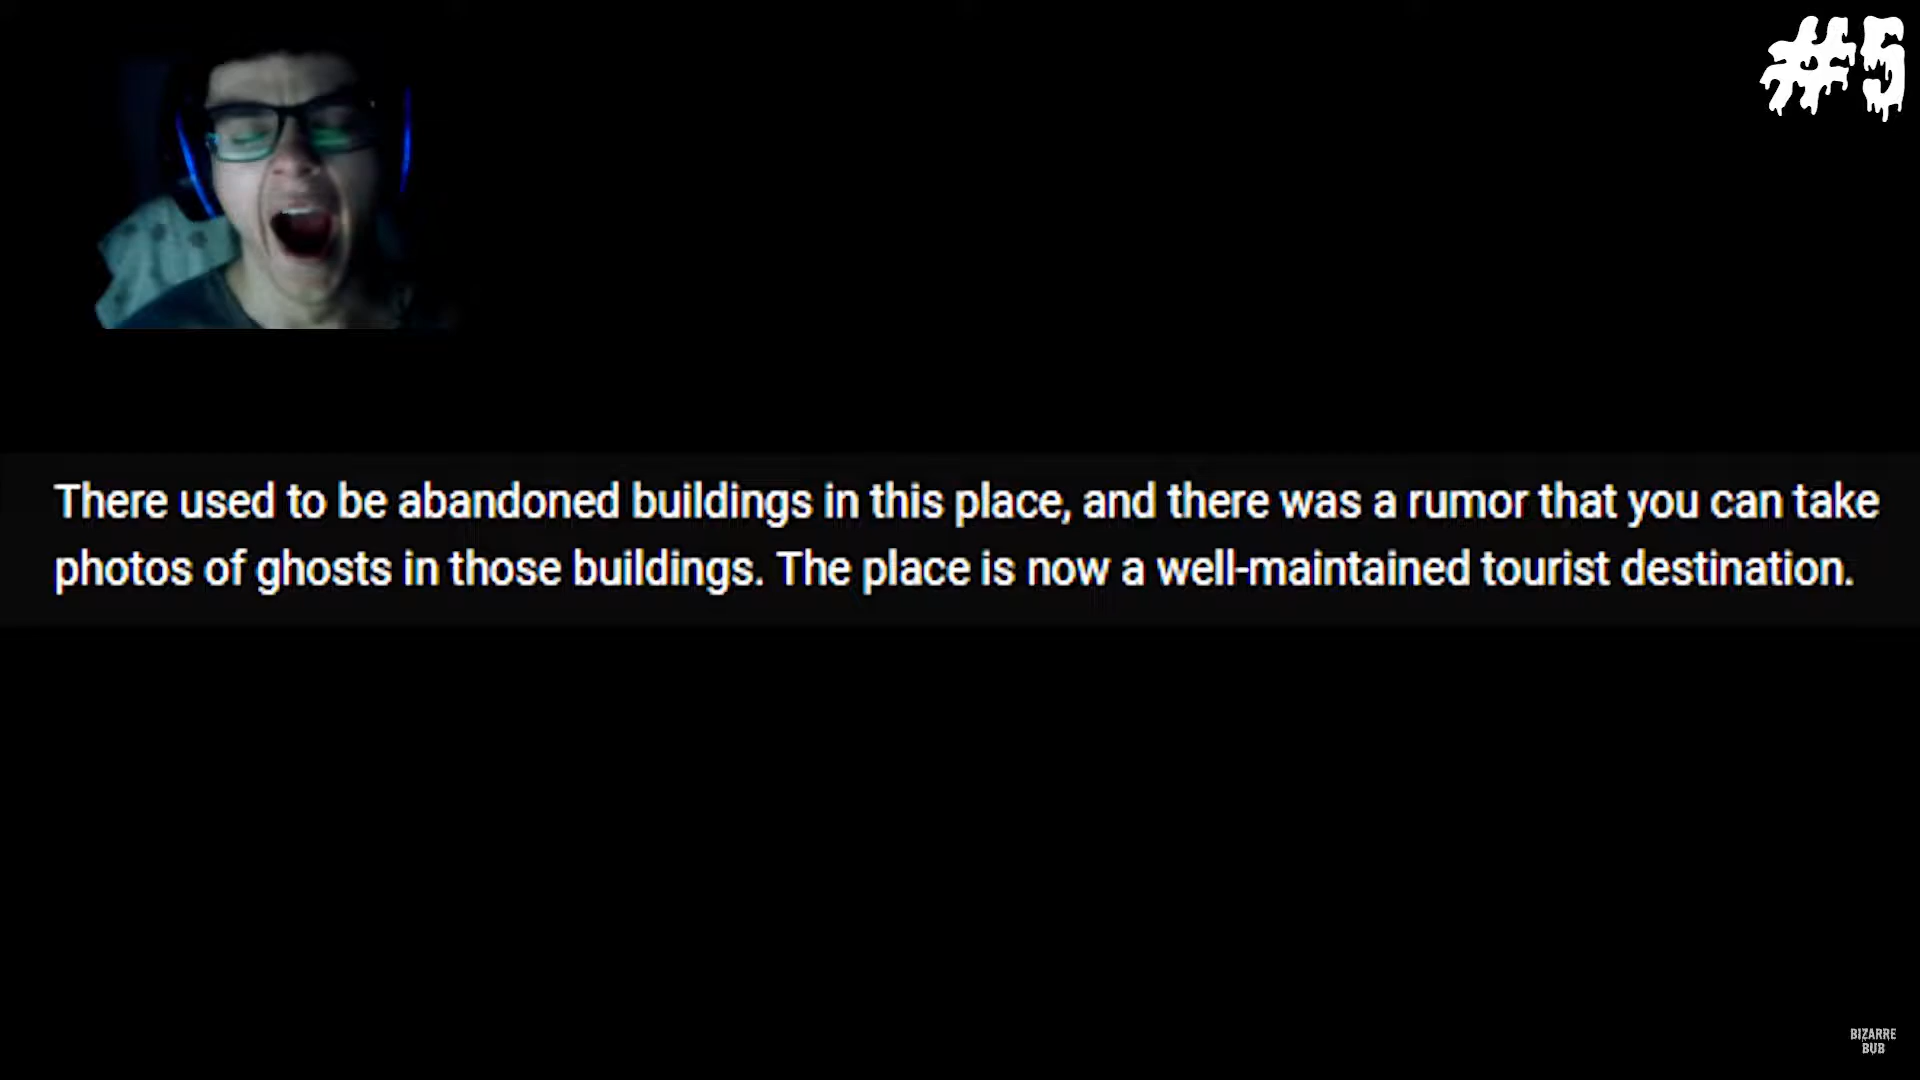 #5
There used to be abandoned buildings in this place, and there was a rumor that you can take
photos of ghosts in those buildings. The place is now a well-maintained tourist destination.
BIZARRE
BUB